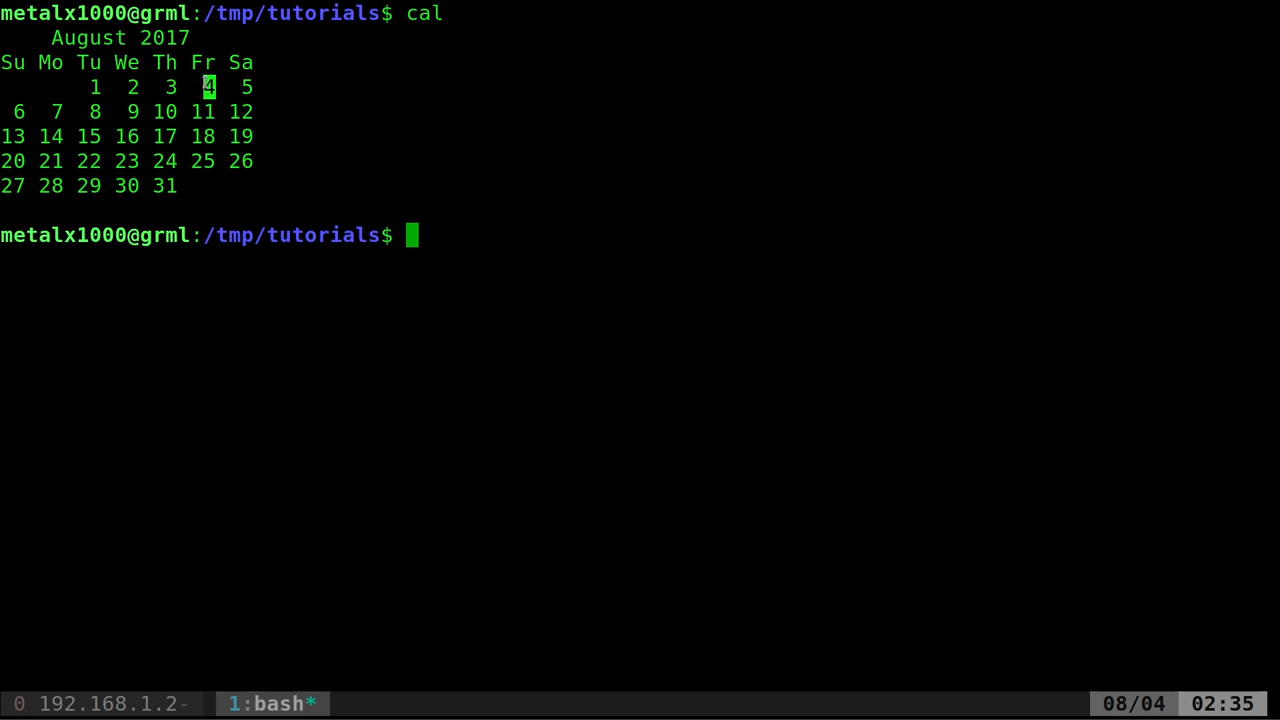 metalx1000@grml:/tmp/tutorials$ cal
    August 2017
Su Mo Tu We Th Fr Sa
       1  2  3  4  5
 6  7  8  9 10 11 12
13 14 15 16 17 18 19
20 21 22 23 24 25 26
27 28 29 30 31
metalx1000@grml:/tmp/tutorials$
0 192.168.1.2- 1:bash* 08/04 02:35